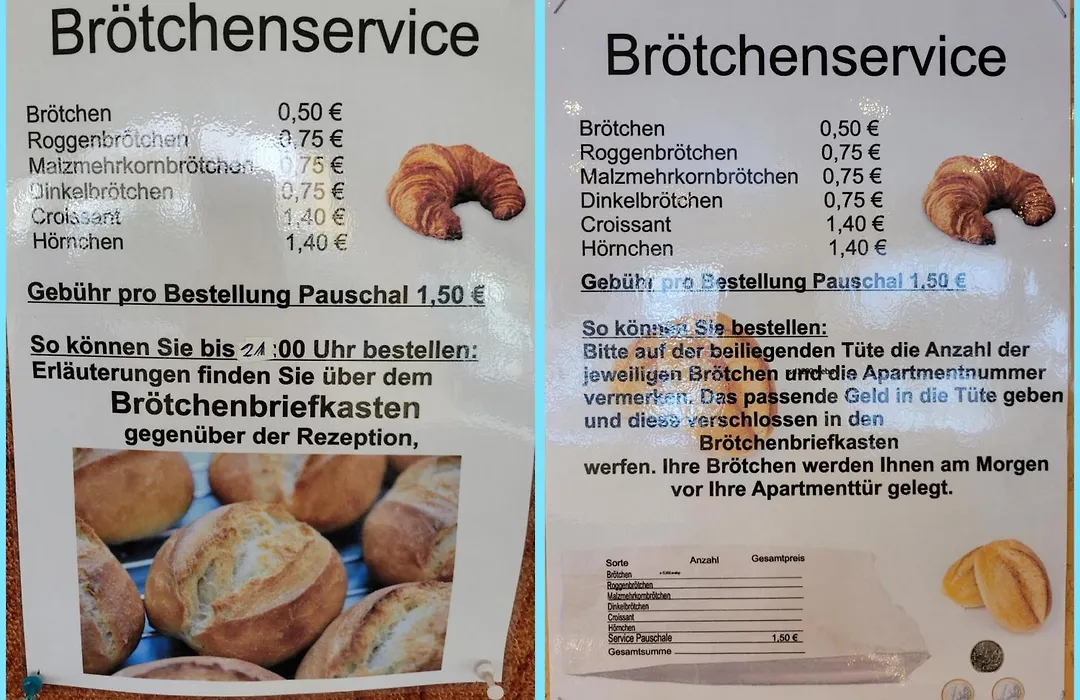 Brötchenservice
Brötchen 0,50 €
Roggenbrötchen 0,75 €
Malzmehrkornbrötchen 0,75 €
Dinkelbrötchen 0,75 €
Croissant 1,40 €
Hörnchen 1,40 €
Gebühr pro Bestellung Pauschal 1,50 €
So können Sie bis 21:00 Uhr bestellen:
Erläuterungen finden Sie über dem
Brötchenbriefkasten
gegenüber der Rezeption,
Brötchenservice
Brötchen 0,50 €
Roggenbrötchen 0,75 €
Malzmehrkornbrötchen 0,75 €
Dinkelbrötchen 0,75 €
Croissant 1,40 €
Hörnchen 1,40 €
Gebühr pro Bestellung Pauschal 1,50 €
So können Sie bestellen:
Bitte auf der beiliegenden Tüte die Anzahl der
jeweiligen Brötchen und die Apartmentnummer
vermerken. Das passende Geld in die Tüte geben
und diese verschlossen in den
Brötchenbriefkasten
werfen. Ihre Brötchen werden Ihnen am Morgen
vor Ihre Apartmenttür gelegt.
Sorte Anzahl Gesamtpreis
Brötchen
Roggenbrötchen
Malzmehrkornbrötchen
Dinkelbrötchen
Croissant
Hörnchen
Service Pauschale 1,50 €
Gesamtsumme